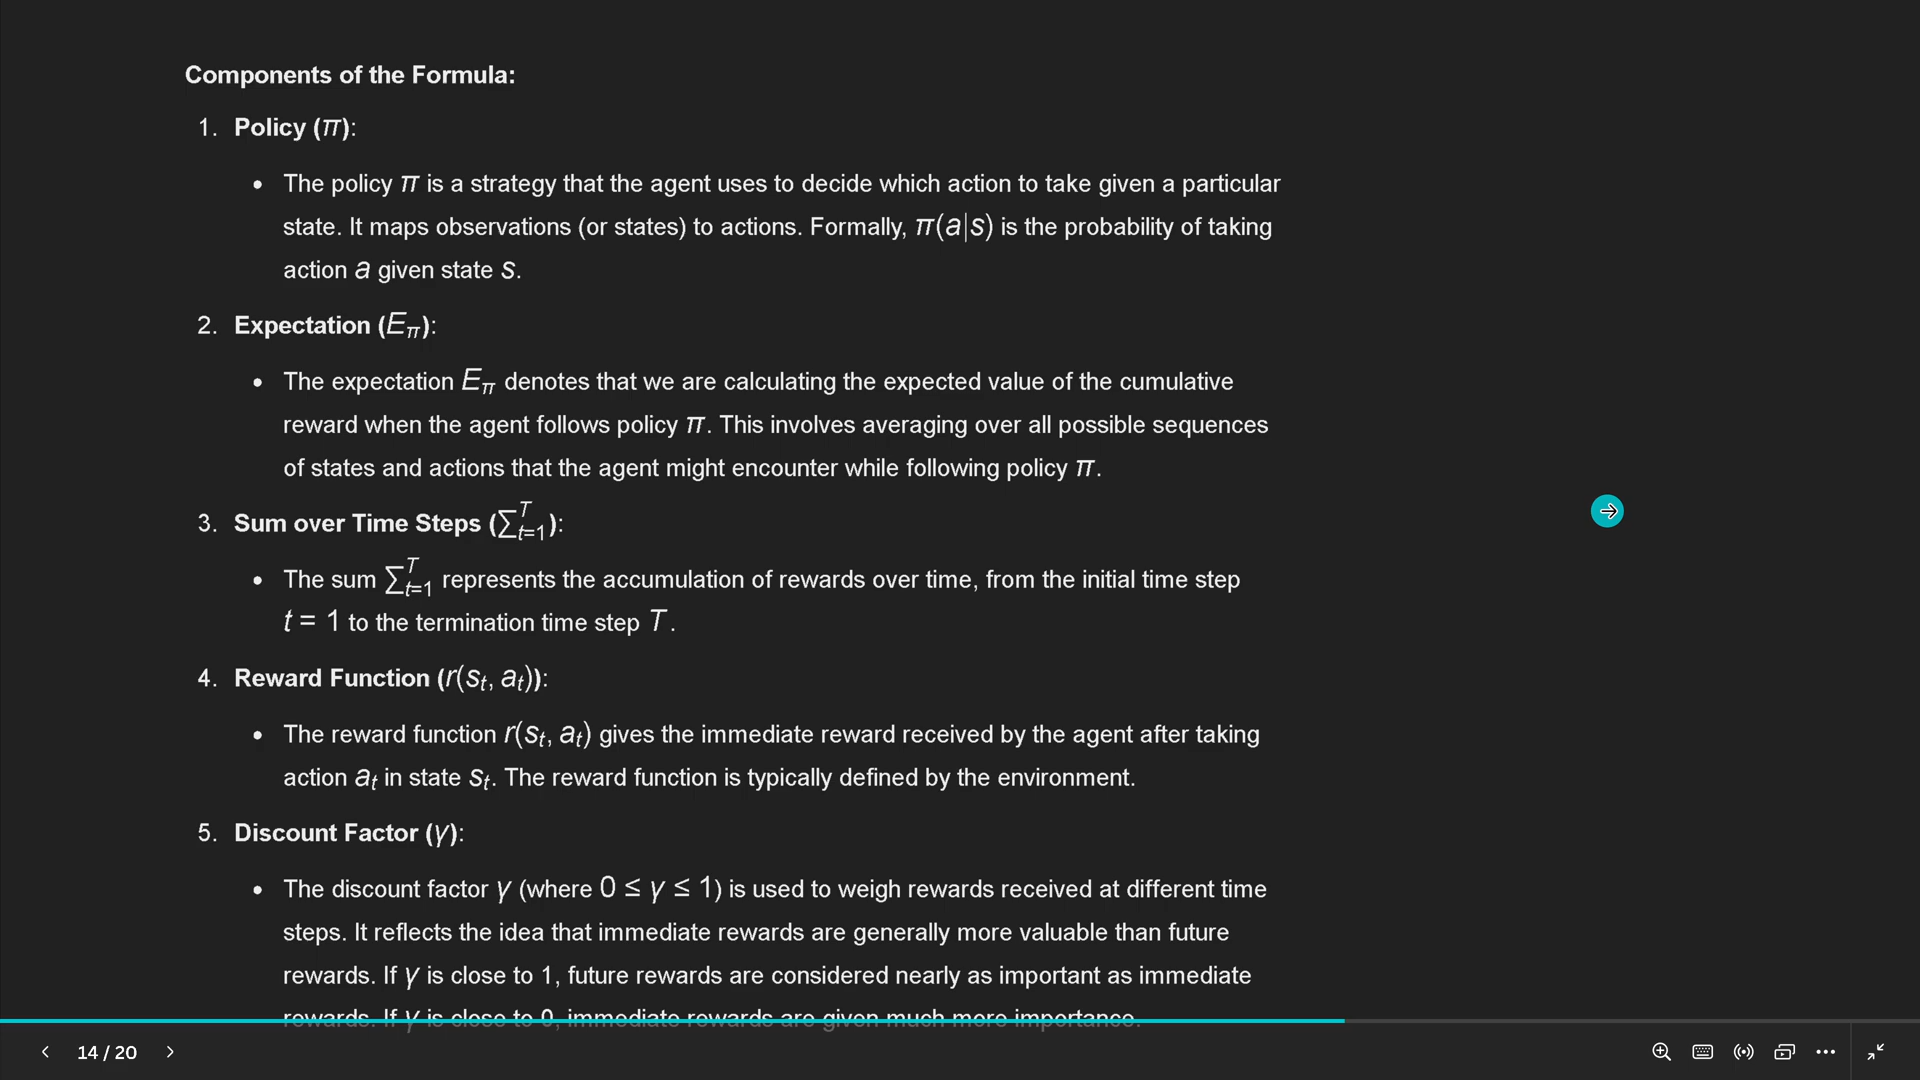 Components of the Formula:
1. Policy (π):
• The policy π is a strategy that the agent uses to decide which action to take given a particular
state. It maps observations (or states) to actions. Formally, π(a|s) is the probability of taking
action a given state s.
2. Expectation (E_π):
• The expectation E_π denotes that we are calculating the expected value of the cumulative
reward when the agent follows policy π. This involves averaging over all possible sequences
of states and actions that the agent might encounter while following policy π.
3. Sum over Time Steps (∑_{t=1}^{T}):
• The sum ∑_{t=1}^{T} represents the accumulation of rewards over time, from the initial time step
t = 1 to the termination time step T.
4. Reward Function (r(s_t, a_t)):
• The reward function r(s_t, a_t) gives the immediate reward received by the agent after taking
action a_t in state s_t. The reward function is typically defined by the environment.
5. Discount Factor (γ):
• The discount factor γ (where 0 ≤ γ ≤ 1) is used to weigh rewards received at different time
steps. It reflects the idea that immediate rewards are generally more valuable than future
rewards. If γ is close to 1, future rewards are considered nearly as important as immediate
rewards. If γ is close to 0, immediate rewards are given much more importance.
14 / 20